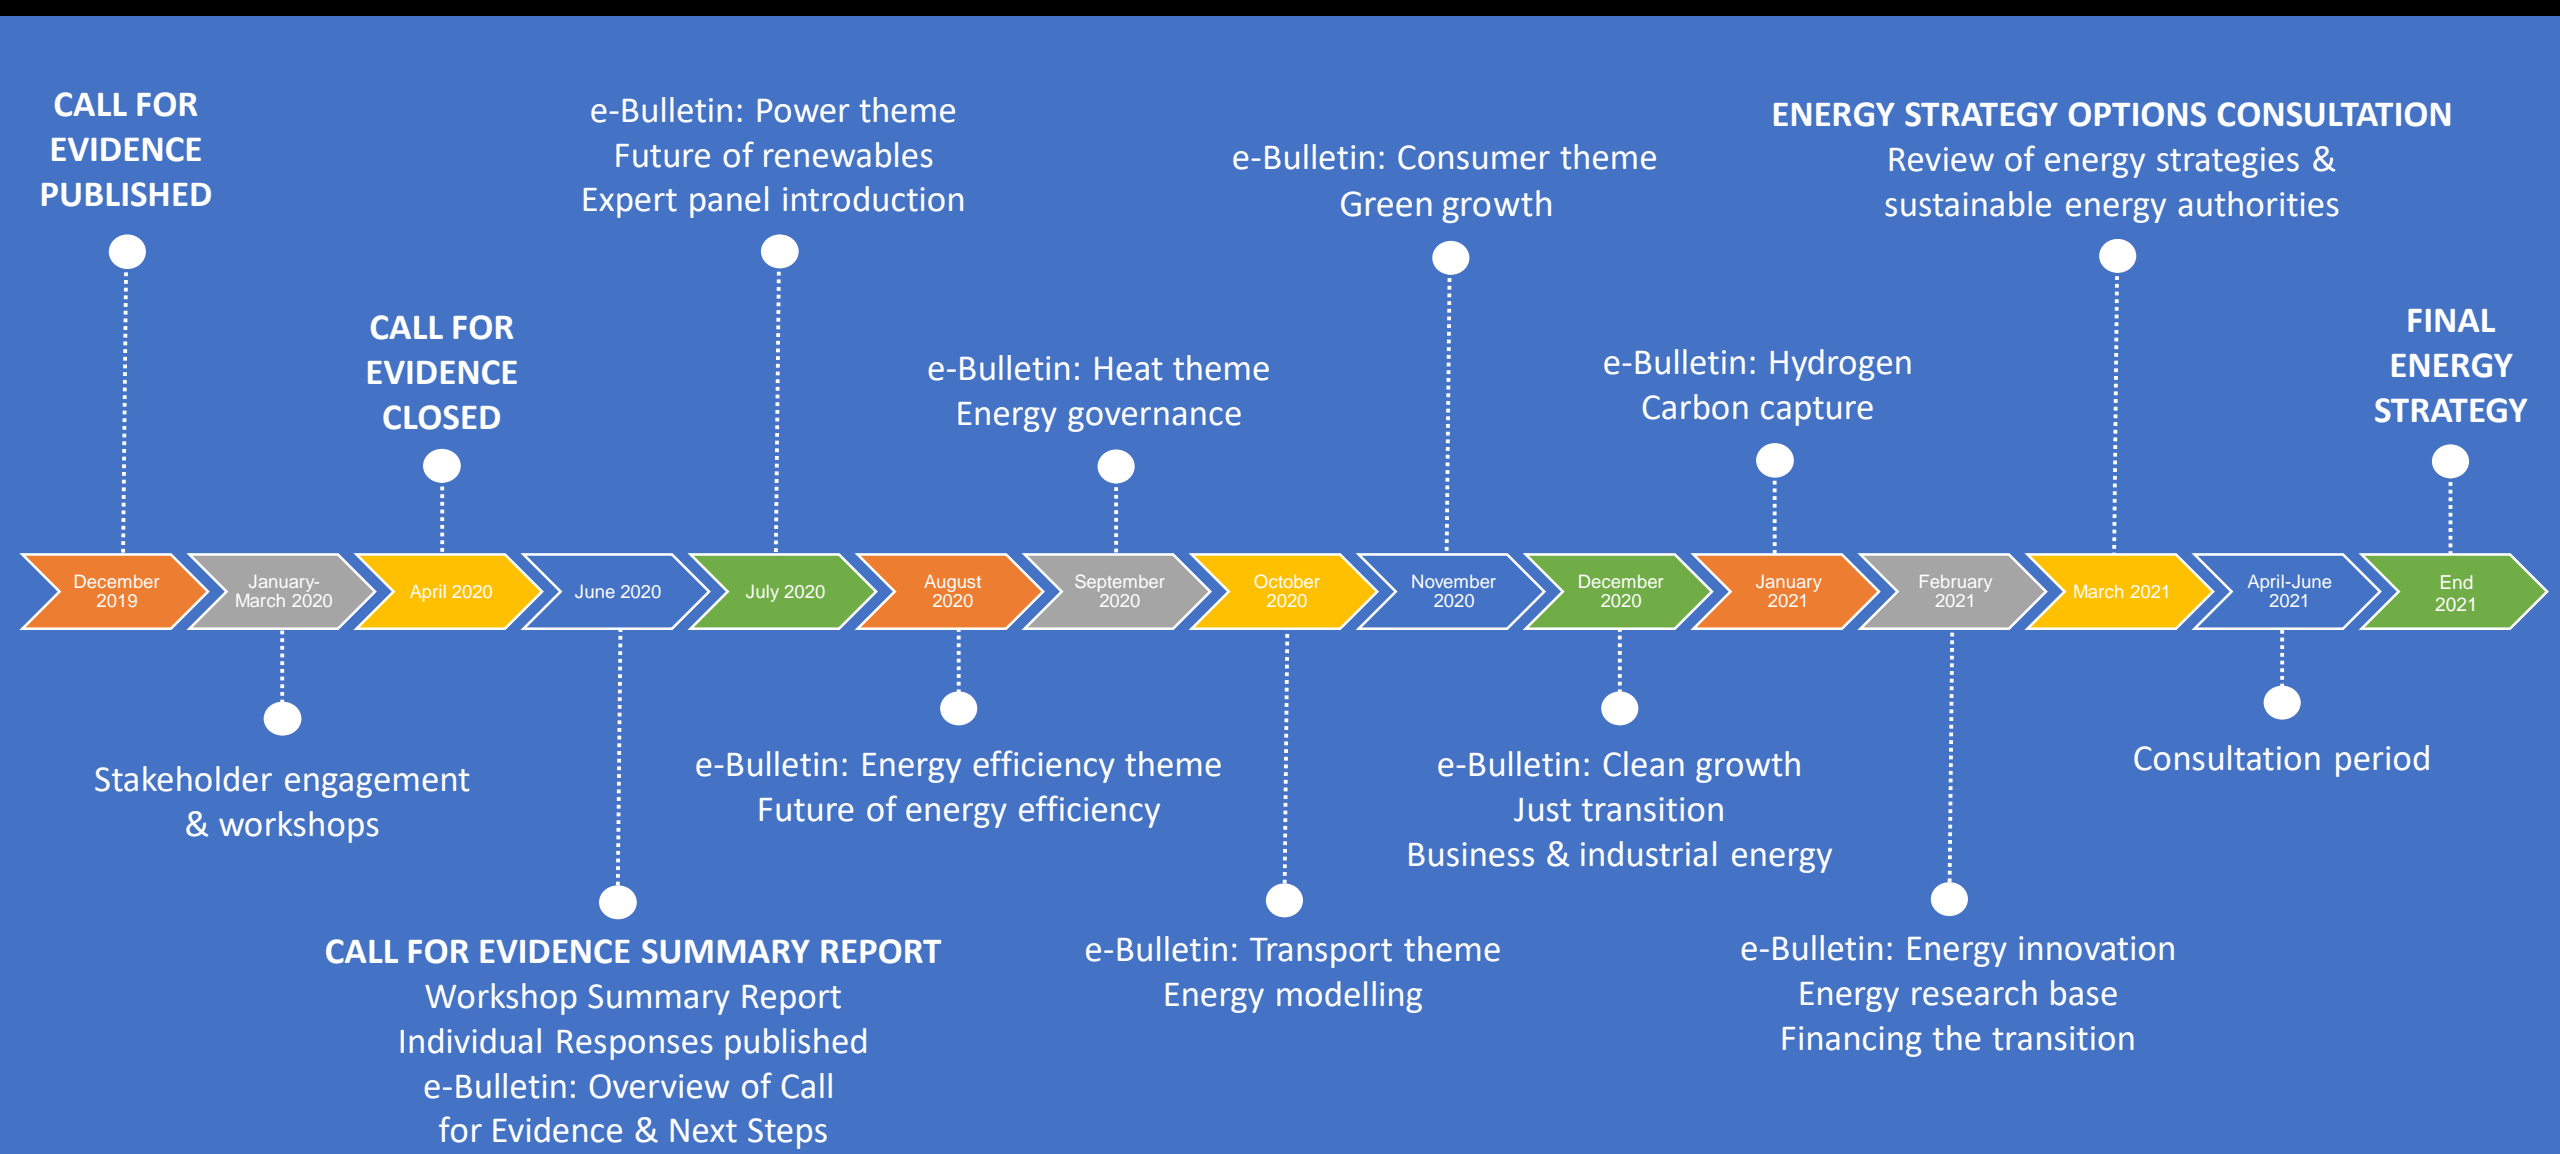 CALL FOR
EVIDENCE
PUBLISHED
e-Bulletin: Power theme
Future of renewables
Expert panel introduction
e-Bulletin: Consumer theme
Green growth
ENERGY STRATEGY OPTIONS CONSULTATION
Review of energy strategies &
sustainable energy authorities
CALL FOR
EVIDENCE
CLOSED
e-Bulletin: Heat theme
Energy governance
e-Bulletin: Hydrogen
Carbon capture
FINAL
ENERGY
STRATEGY
December
2019
January-
March 2020
April 2020
June 2020
July 2020
August
2020
September
2020
October
2020
November
2020
December
2020
January
2021
February
2021
March 2021
April-June
2021
End
2021
Stakeholder engagement
& workshops
e-Bulletin: Energy efficiency theme
Future of energy efficiency
e-Bulletin: Clean growth
Just transition
Business & industrial energy
Consultation period
CALL FOR EVIDENCE SUMMARY REPORT
Workshop Summary Report
Individual Responses published
e-Bulletin: Overview of Call
for Evidence & Next Steps
e-Bulletin: Transport theme
Energy modelling
e-Bulletin: Energy innovation
Energy research base
Financing the transition